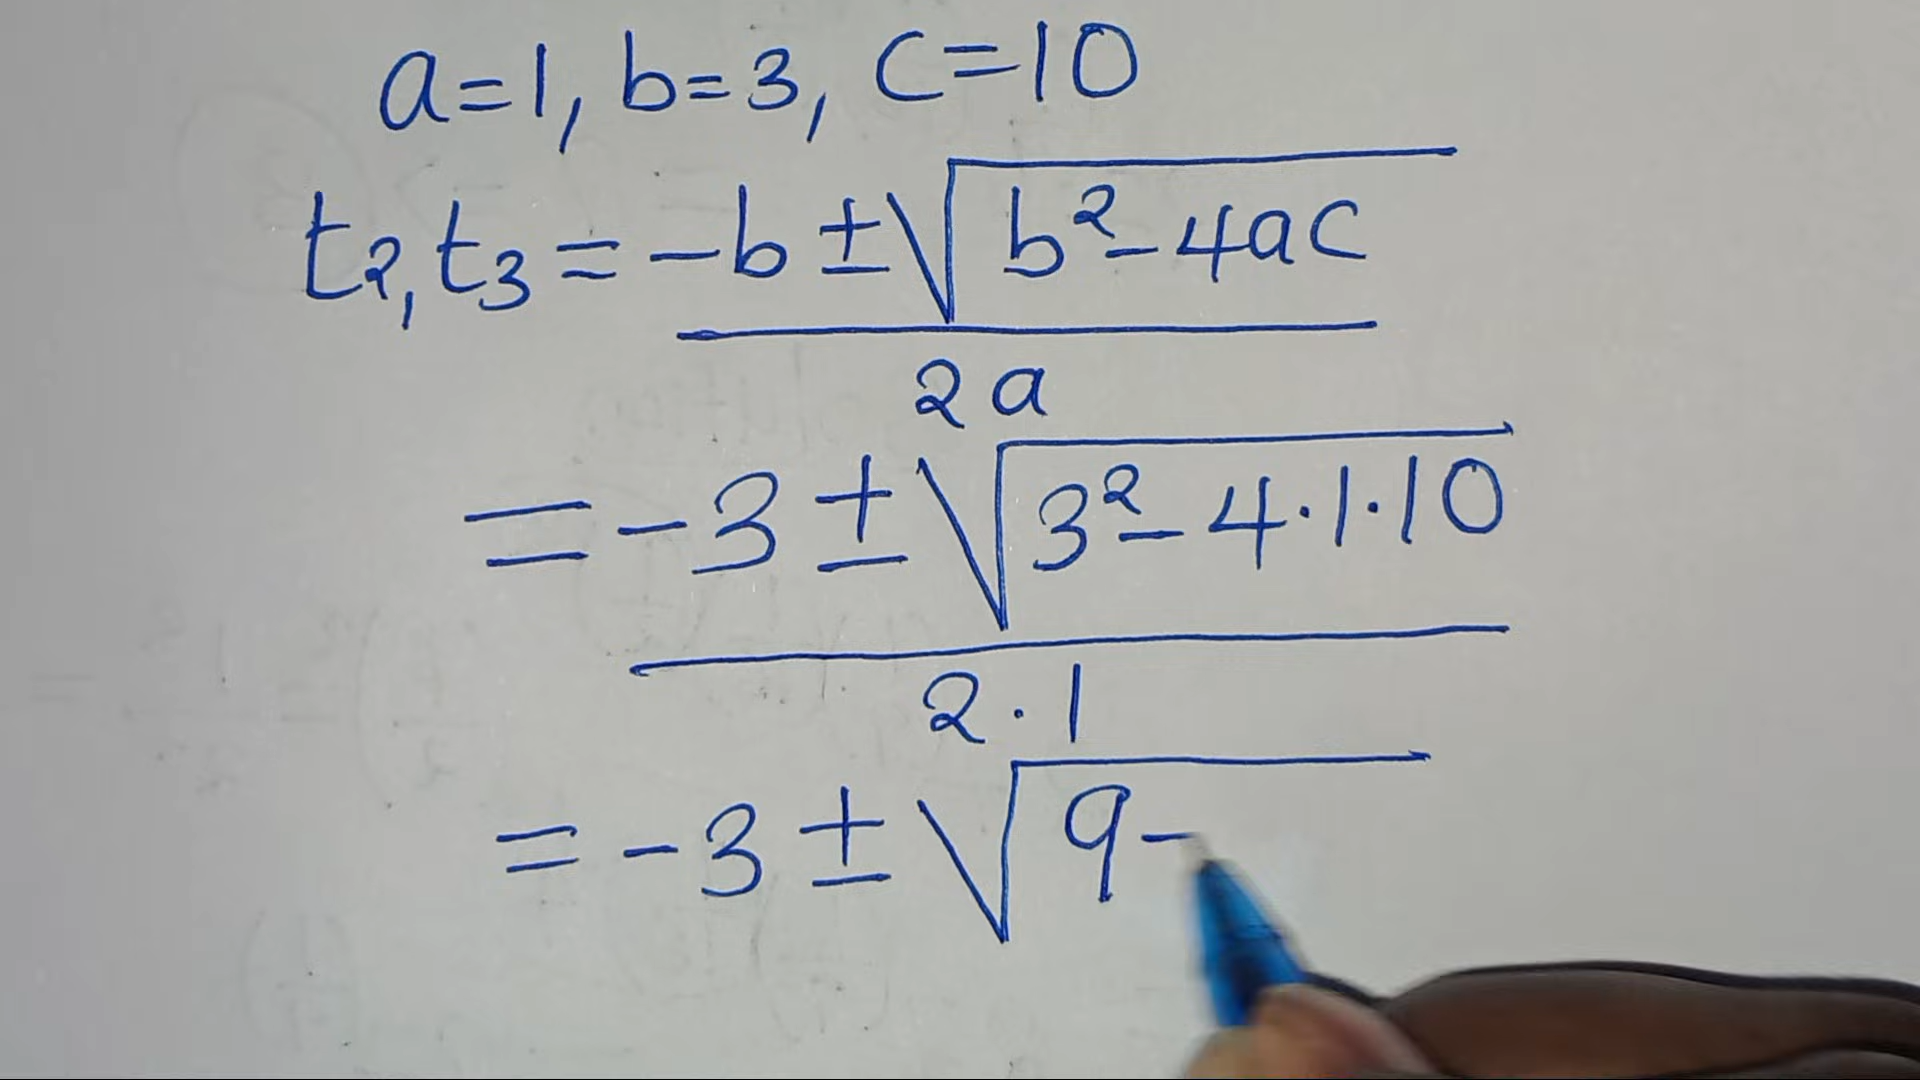 a=1, b=3, c=10
t₂,t₃ = -b ± √b² - 4ac
2a
= -3 ± √3² - 4·1·10
2·1
= -3 ± √9 -